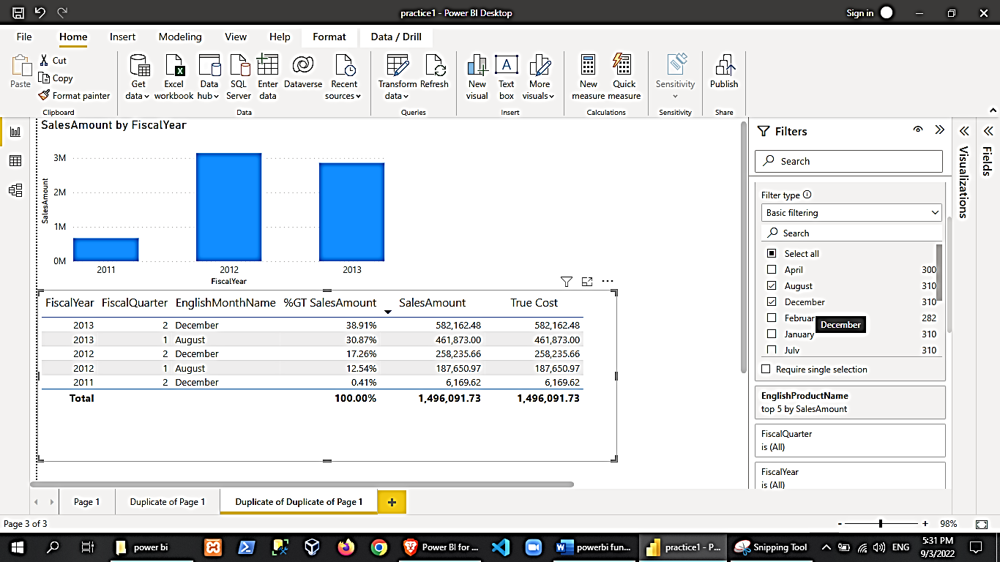 practice1 - Power BI Desktop
Sign in
File Home Insert Modeling View Help Format Data / Drill
Paste
Cut
Copy
Format painter
Clipboard
Get data
Excel workbook
Data hub
SQL Server
Enter data
Dataverse
Recent sources
Data
Transform data
Refresh
Queries
New visual
Text box
More visuals
Insert
New measure
Quick measure
Calculations
Sensitivity
Sensitivity
Publish
Share
SalesAmount by FiscalYear
SalesAmount
3M
2M
1M
0M
2011 2012 2013
FiscalYear
FiscalYear FiscalQuarter EnglishMonthName %GT SalesAmount SalesAmount True Cost
2013 2 December 38.91% 582,162.48 582,162.48
2013 1 August 30.87% 461,873.00 461,873.00
2012 2 December 17.26% 258,235.66 258,235.66
2012 1 August 12.54% 187,650.97 187,650.97
2011 2 December 0.41% 6,169.62 6,169.62
Total 100.00% 1,496,091.73 1,496,091.73
Filters
Search
Filter type
Basic filtering
Search
Select all
April 300
August 310
December 310
Februar 282
December
January 310
July 310
Require single selection
EnglishProductName
top 5 by SalesAmount
FiscalQuarter
is (All)
FiscalYear
is (All)
Visualizations
Fields
Page 1 Duplicate of Page 1 Duplicate of Duplicate of Page 1 +
Page 3 of 3
- + 98%
power bi
Power BI for ...
powerbi fun...
practice1 - P...
Snipping Tool
ENG
5:31 PM
9/3/2022